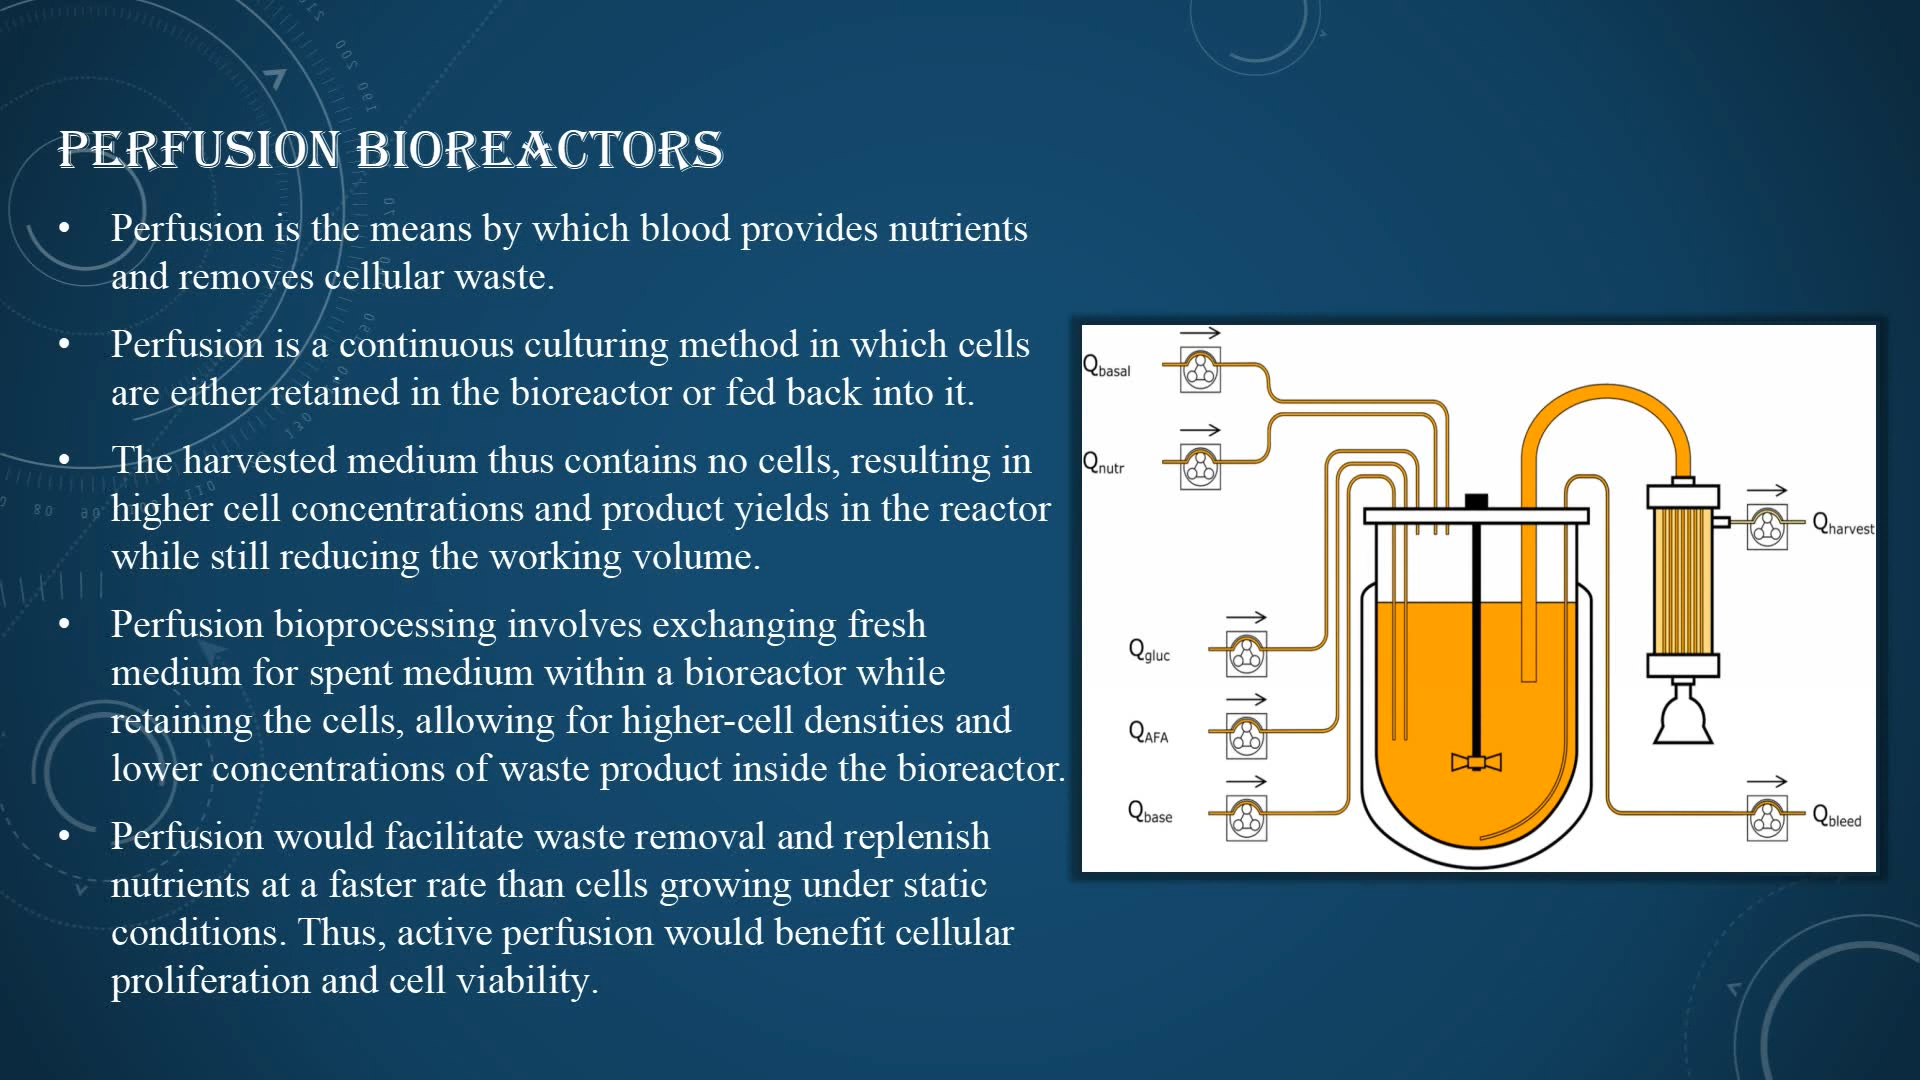 PERFUSION BIOREACTORS
• Perfusion is the means by which blood provides nutrients
and removes cellular waste.
• Perfusion is a continuous culturing method in which cells
are either retained in the bioreactor or fed back into it.
• The harvested medium thus contains no cells, resulting in
higher cell concentrations and product yields in the reactor
while still reducing the working volume.
• Perfusion bioprocessing involves exchanging fresh
medium for spent medium within a bioreactor while
retaining the cells, allowing for higher-cell densities and
lower concentrations of waste product inside the bioreactor.
• Perfusion would facilitate waste removal and replenish
nutrients at a faster rate than cells growing under static
conditions. Thus, active perfusion would benefit cellular
proliferation and cell viability.
Qbasal
Qnutr
Qgluc
QAFA
Qbase
Qharvest
Qbleed